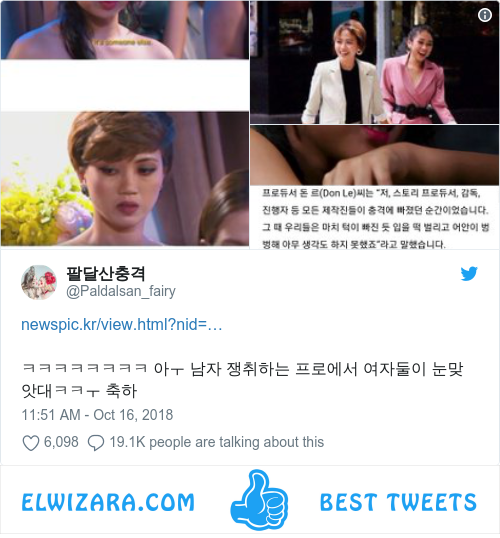 it's someone else.
프로듀서 돈 르(Don Le)씨는 "저, 스토리 프로듀서, 감독,
진행자 등 모든 제작진들이 충격에 빠졌던 순간이었습니다.
그 때 우리들은 마치 턱이 빠진 듯 입을 떡 벌리고 어안이 벙
벙해 아무 생각도 하지 못했죠"라고 말했습니다.
팔달산충격
@Paldalsan_fairy
newspic.kr/view.html?nid=…
ㅋㅋㅋㅋㅋㅋㅋㅋ 아ㅜ 남자 쟁취하는 프로에서 여자둘이 눈맞
앗대ㅋㅋㅜ 축하
11:51 AM - Oct 16, 2018
6,098 19.1K people are talking about this
ELWIZARA.COM BEST TWEETS